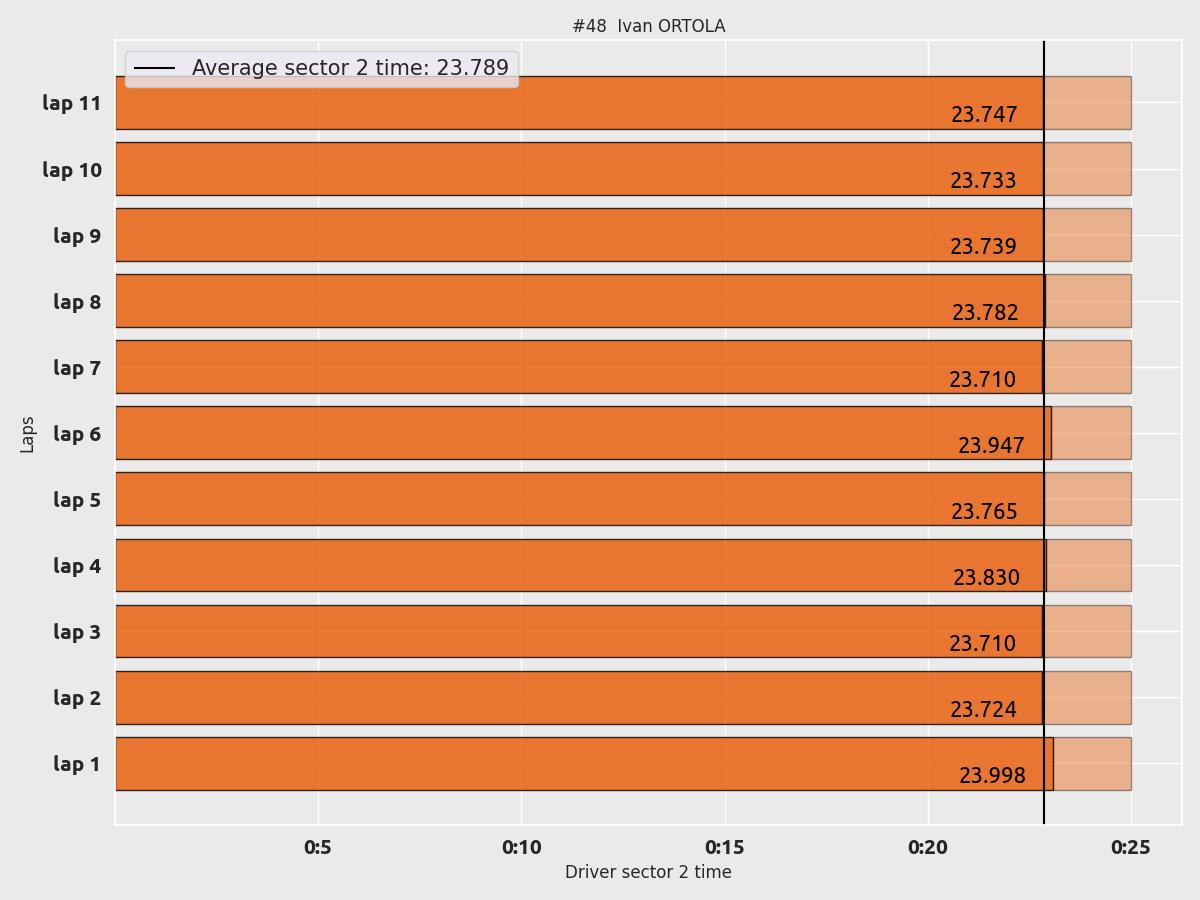 #48 Ivan ORTOLA
Average sector 2 time: 23.789
lap 11 23.747
lap 10 23.733
lap 9 23.739
lap 8 23.782
lap 7 23.710
lap 6 23.947
lap 5 23.765
lap 4 23.830
lap 3 23.710
lap 2 23.724
lap 1 23.998
Laps
0:5 0:10 0:15 0:20 0:25
Driver sector 2 time